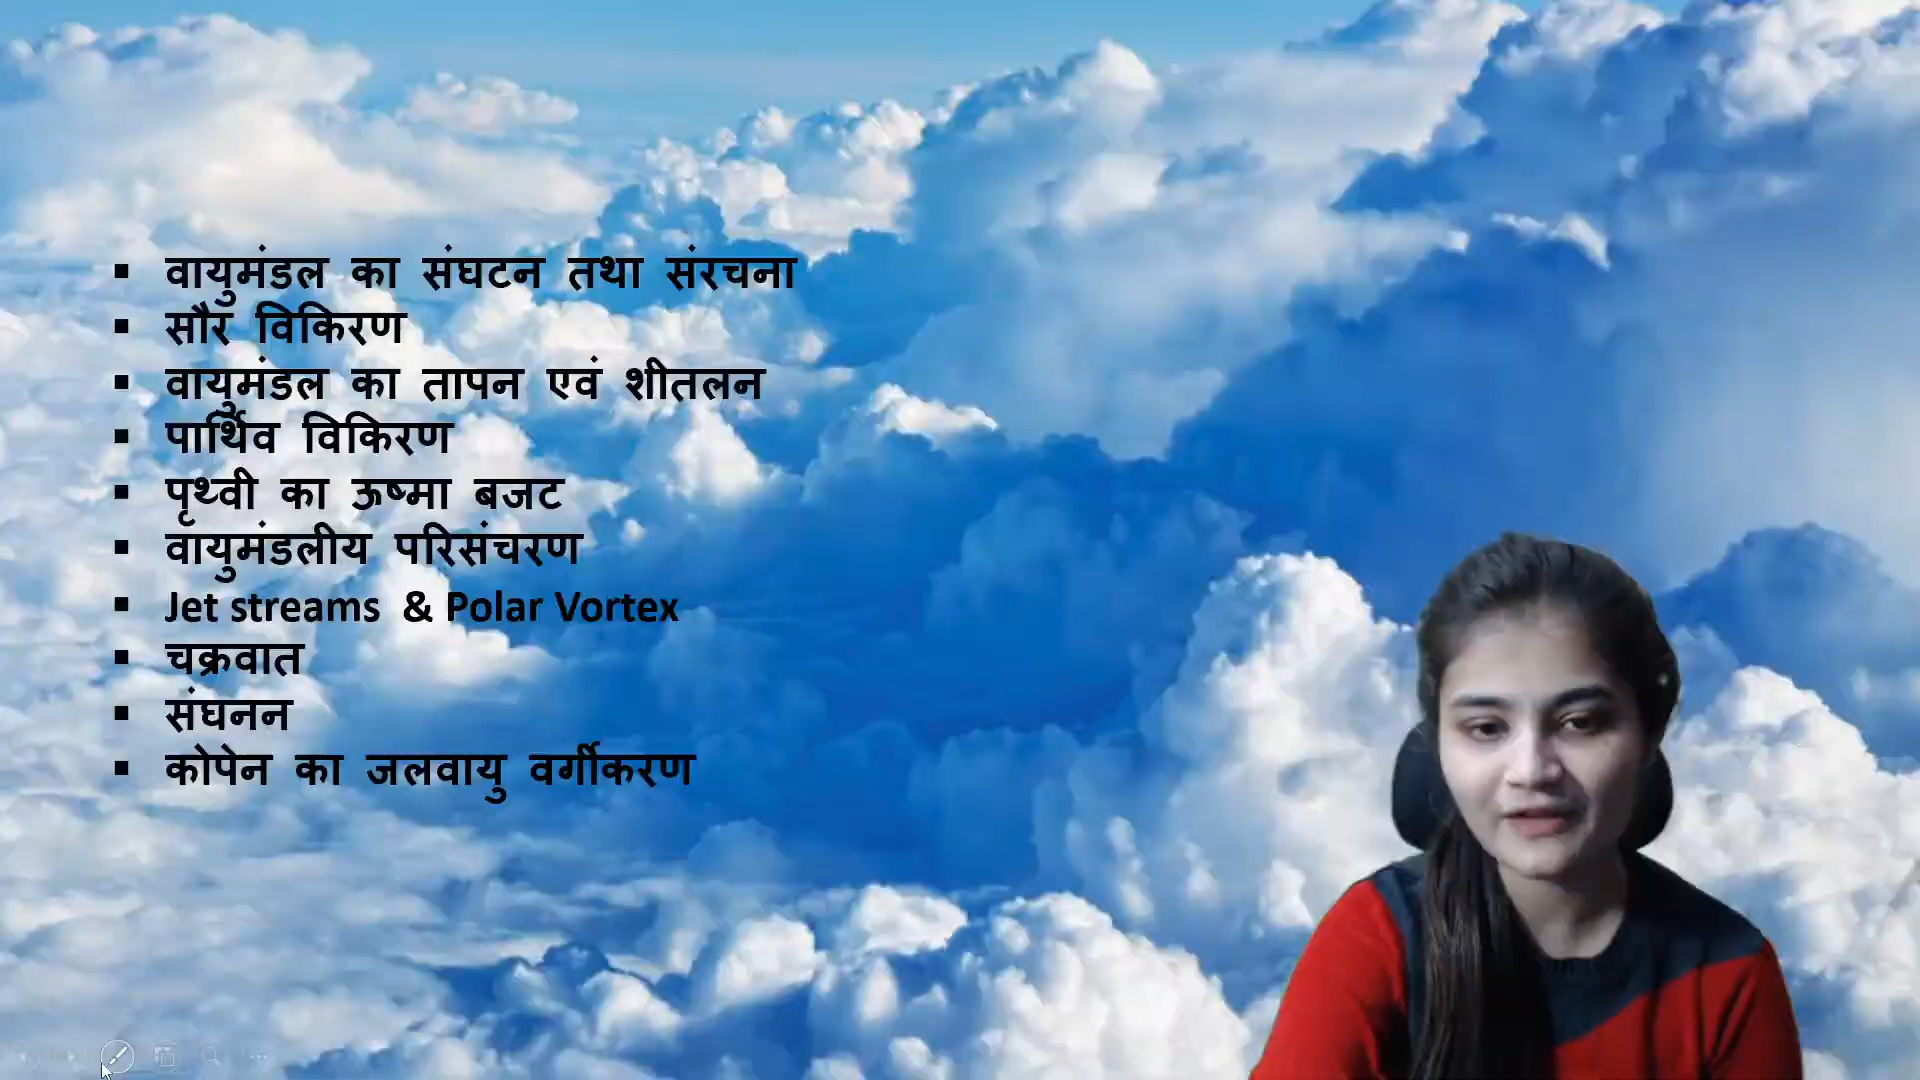 ▪ वायुमंडल का संघटन तथा संरचना
▪ सौर विकिरण
▪ वायुमंडल का तापन एवं शीतलन
▪ पार्थिव विकिरण
▪ पृथ्वी का ऊष्मा बजट
▪ वायुमंडलीय परिसंचरण
▪ Jet streams & Polar Vortex
▪ चक्रवात
▪ संघनन
▪ कोपेन का जलवायु वर्गीकरण